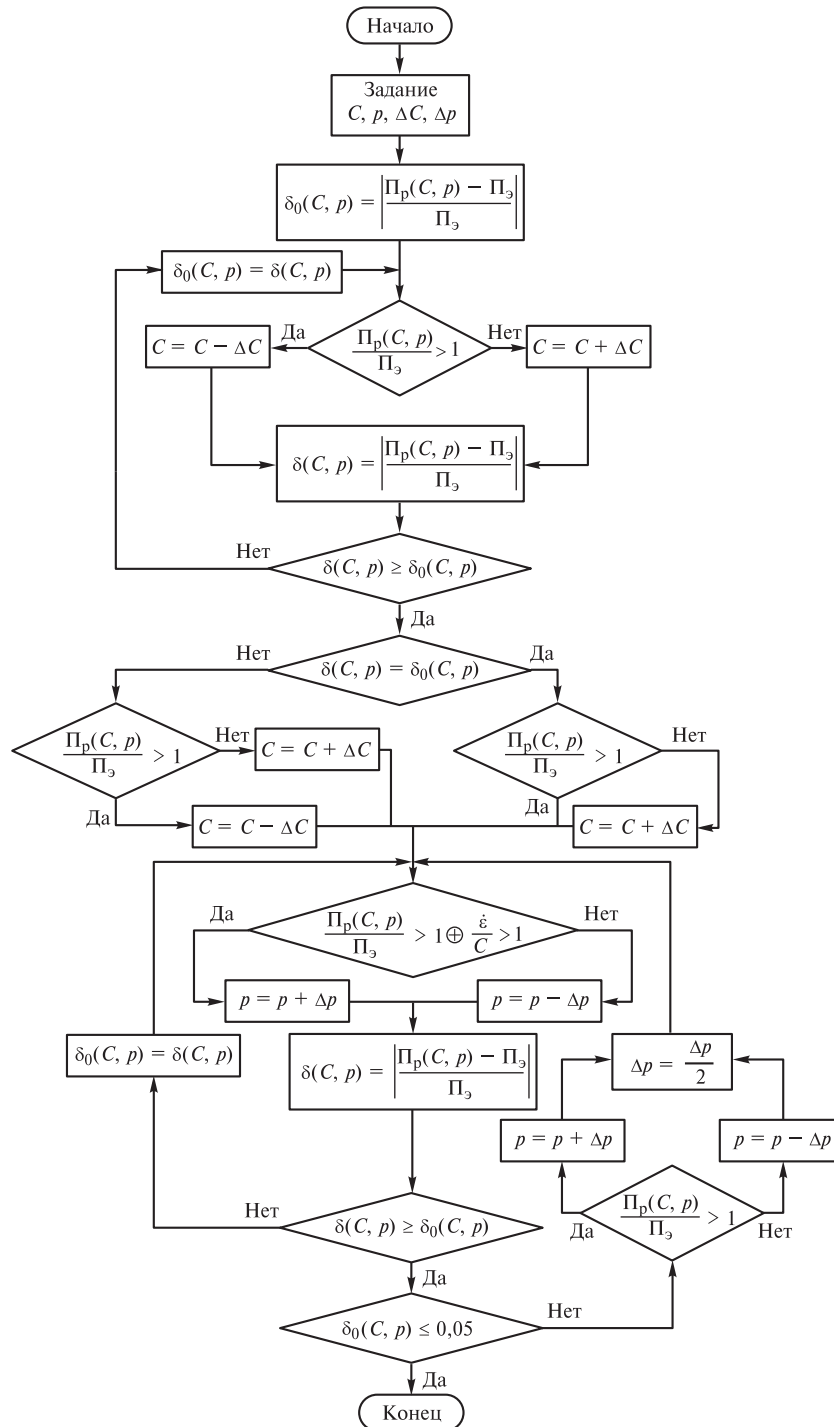 Начало
Задание
C, p, ΔC, Δp
δ₀(C, p) = |(Пр(C, p) − Пэ)/Пэ|
δ₀(C, p) = δ(C, p)
Да
Пр(C, p)/Пэ > 1
Нет
C = C − ΔC
C = C + ΔC
δ(C, p) = |(Пр(C, p) − Пэ)/Пэ|
Нет
δ(C, p) ≥ δ₀(C, p)
Да
Нет
δ(C, p) = δ₀(C, p)
Да
Пр(C, p)/Пэ > 1
Нет
C = C + ΔC
Пр(C, p)/Пэ > 1
Нет
Да
C = C − ΔC
Да
C = C + ΔC
Да
Пр(C, p)/Пэ > 1 ⊕ ε̇/C > 1
Нет
p = p + Δp
p = p − Δp
δ₀(C, p) = δ(C, p)
δ(C, p) = |(Пр(C, p) − Пэ)/Пэ|
Δp = Δp/2
p = p + Δp
p = p − Δp
Нет
δ(C, p) ≥ δ₀(C, p)
Да
Пр(C, p)/Пэ > 1
Нет
Да
δ₀(C, p) ≤ 0,05
Нет
Да
Конец